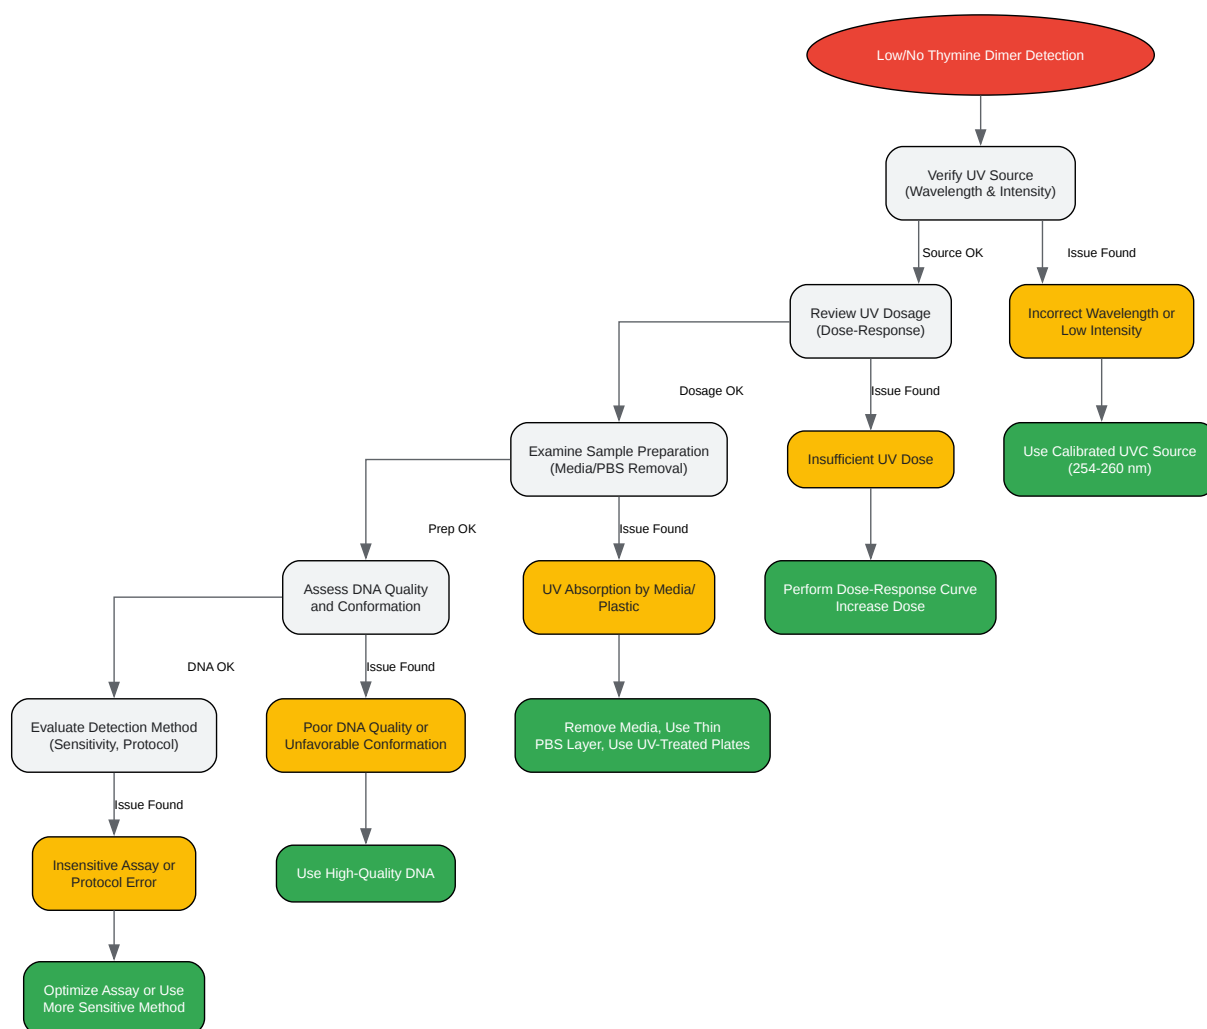 Low/No Thymine Dimer Detection
Verify UV Source
(Wavelength & Intensity)
Source OK
Issue Found
Review UV Dosage
(Dose-Response)
Incorrect Wavelength or
Low Intensity
Dosage OK
Issue Found
Examine Sample Preparation
(Media/PBS Removal)
Insufficient UV Dose
Use Calibrated UVC Source
(254-260 nm)
Prep OK
Issue Found
Assess DNA Quality
and Conformation
UV Absorption by Media/
Plastic
Perform Dose-Response Curve
Increase Dose
DNA OK
Issue Found
Evaluate Detection Method
(Sensitivity, Protocol)
Poor DNA Quality or
Unfavorable Conformation
Remove Media, Use Thin
PBS Layer, Use UV-Treated Plates
Issue Found
Insensitive Assay or
Protocol Error
Use High-Quality DNA
Optimize Assay or Use
More Sensitive Method